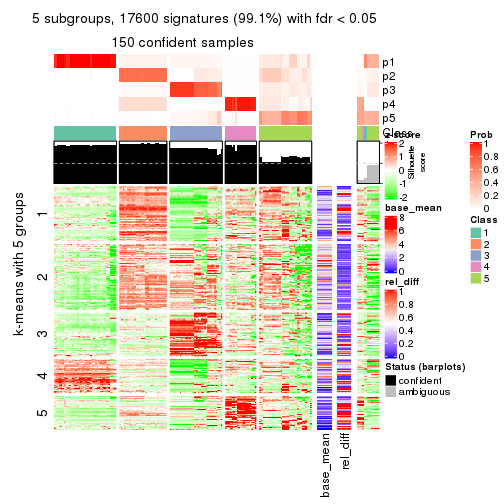 5 subgroups, 17600 signatures (99.1%) with fdr < 0.05
150 confident samples
p1
p2
p3
p4
p5
Class
Silhouette
score
k-means with 5 groups
1
2
3
4
5
base_mean
rel_diff
z-score
2
1
0
-1
-2
base_mean
8
6
4
2
0
rel_diff
1
0.8
0.6
0.4
0.2
0
Status (barplots)
confident
ambiguous
Prob
1
0.8
0.6
0.4
0.2
0
Class
1
2
3
4
5